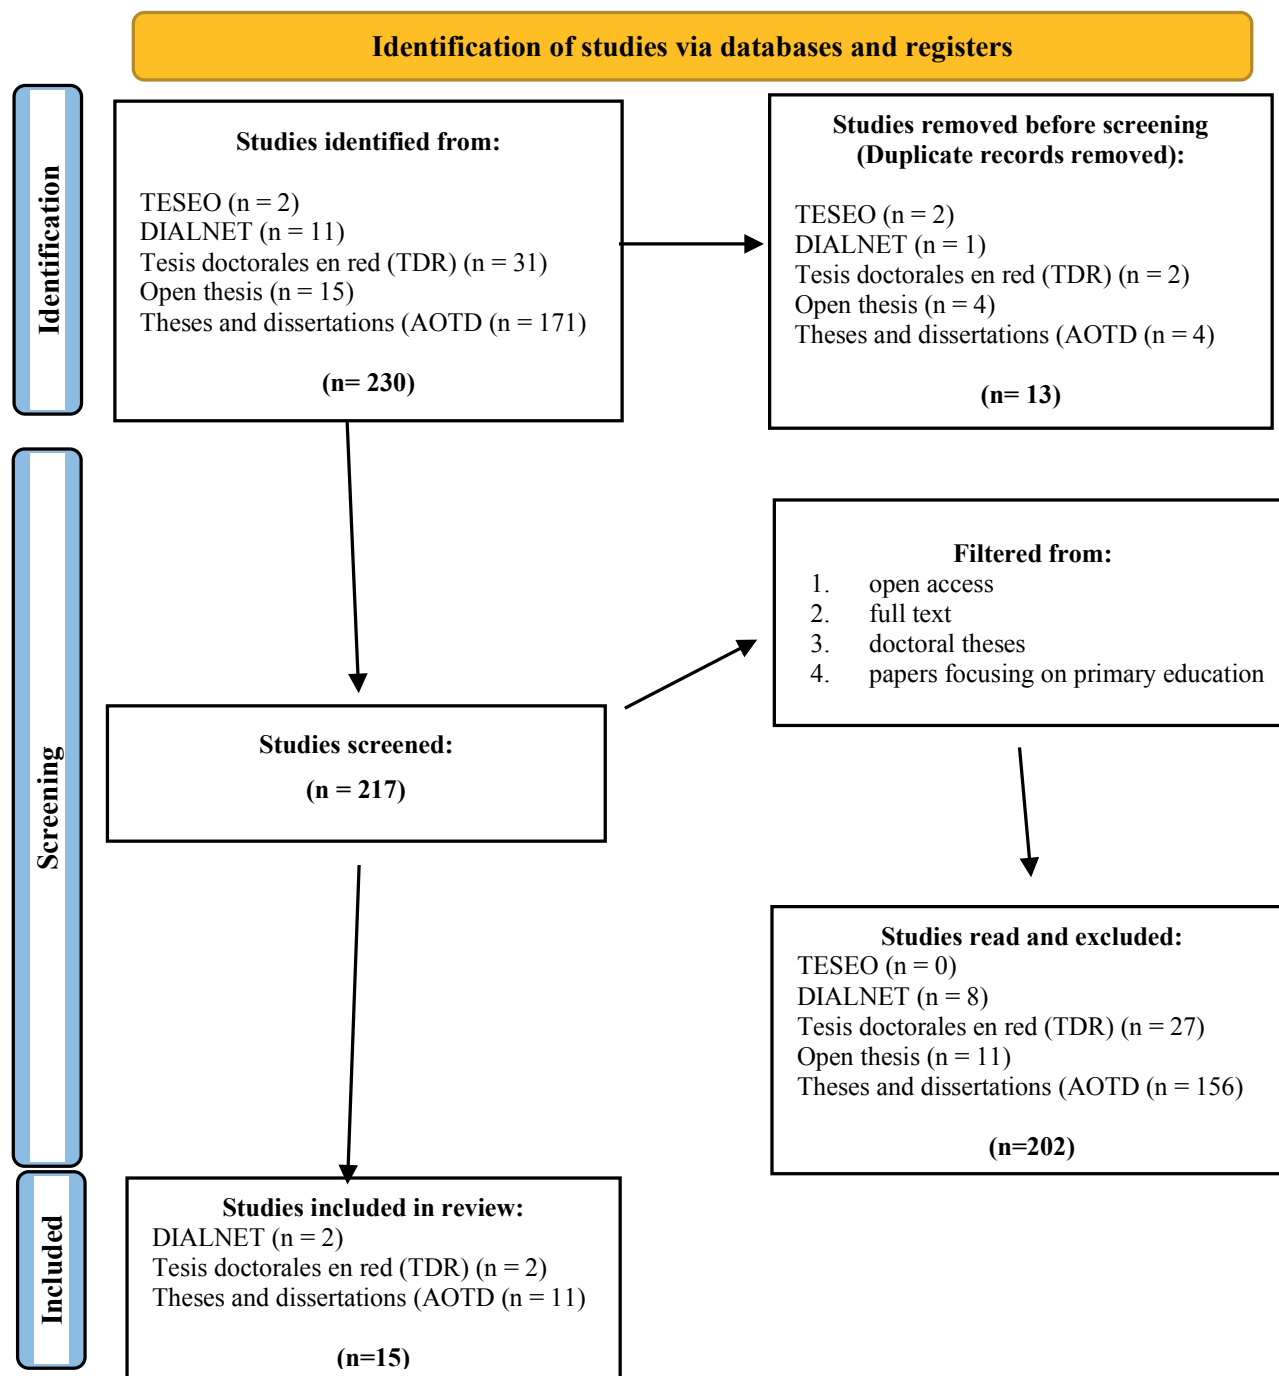 Identification of studies via databases and registers
Identification
Studies identified from:
TESEO (n = 2)
DIALNET (n = 11)
Tesis doctorales en red (TDR) (n = 31)
Open thesis (n = 15)
Theses and dissertations (AOTD (n = 171)
(n= 230)
Studies removed before screening
(Duplicate records removed):
TESEO (n = 2)
DIALNET (n = 1)
Tesis doctorales en red (TDR) (n = 2)
Open thesis (n = 4)
Theses and dissertations (AOTD (n = 4)
(n= 13)
Screening
Filtered from:
1. open access
2. full text
3. doctoral theses
4. papers focusing on primary education
Studies screened:
(n = 217)
Studies read and excluded:
TESEO (n = 0)
DIALNET (n = 8)
Tesis doctorales en red (TDR) (n = 27)
Open thesis (n = 11)
Theses and dissertations (AOTD (n = 156)
(n=202)
Included
Studies included in review:
DIALNET (n = 2)
Tesis doctorales en red (TDR) (n = 2)
Theses and dissertations (AOTD (n = 11)
(n=15)